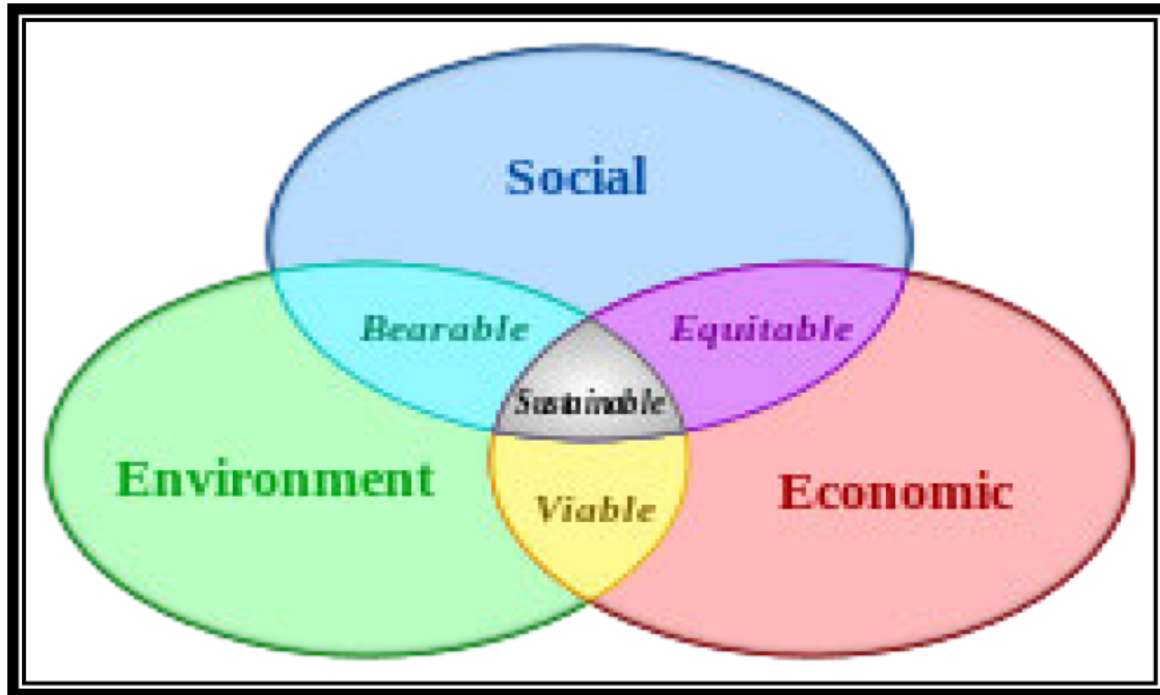 Social
Bearable
Equitable
Sustainable
Environment
Economic
Viable